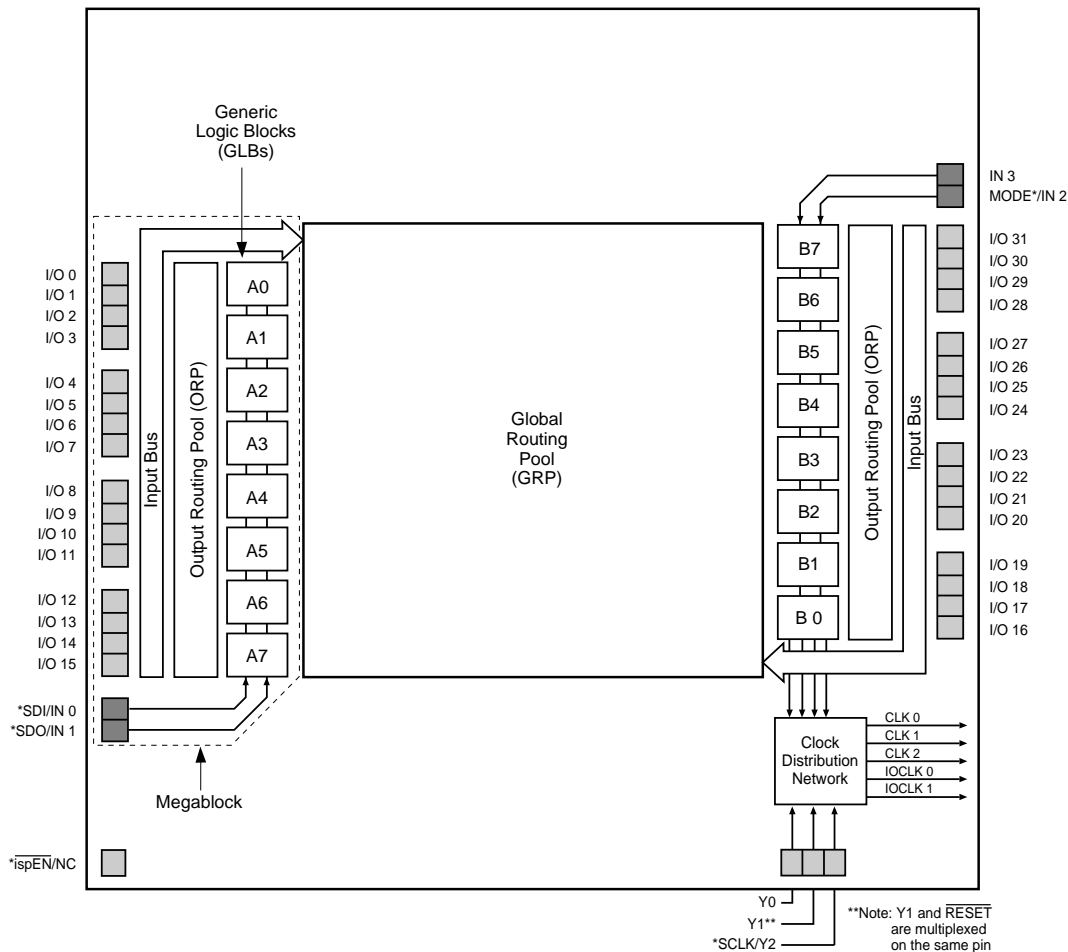 Generic
Logic Blocks
(GLBs)
IN 3
MODE*/IN 2
I/O 0
I/O 1
I/O 2
I/O 3
I/O 4
I/O 5
I/O 6
I/O 7
I/O 8
I/O 9
I/O 10
I/O 11
I/O 12
I/O 13
I/O 14
I/O 15
*SDI/IN 0
*SDO/IN 1
Input Bus
Output Routing Pool (ORP)
A0
A1
A2
A3
A4
A5
A6
A7
Global
Routing
Pool
(GRP)
B7
B6
B5
B4
B3
B2
B1
B 0
Output Routing Pool (ORP)
Input Bus
I/O 31
I/O 30
I/O 29
I/O 28
I/O 27
I/O 26
I/O 25
I/O 24
I/O 23
I/O 22
I/O 21
I/O 20
I/O 19
I/O 18
I/O 17
I/O 16
Megablock
Clock
Distribution
Network
CLK 0
CLK 1
CLK 2
IOCLK 0
IOCLK 1
*ispEN/NC
Y0
Y1**
*SCLK/Y2
**Note: Y1 and RESET
are multiplexed
on the same pin